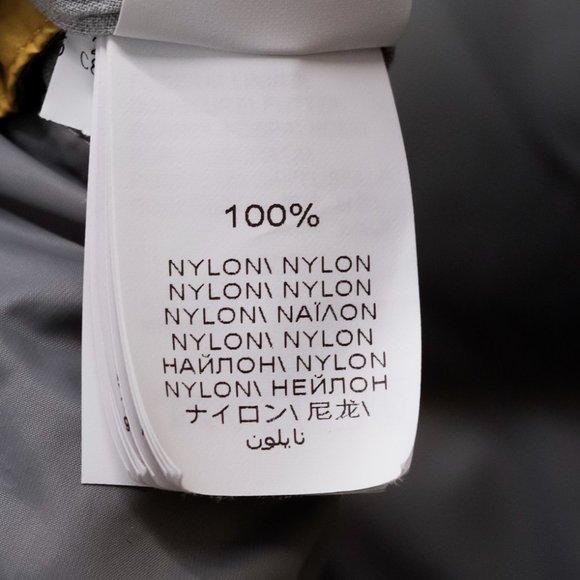 100%
NYLON\ NYLON
NYLON\ NYLON
NYLON\ ΝΑΪΛΟΝ
NYLON\ NYLON
НАЙЛОН\ NYLON
NYLON\ НЕЙЛОН
ナイロン\ 尼龙\
نايلون